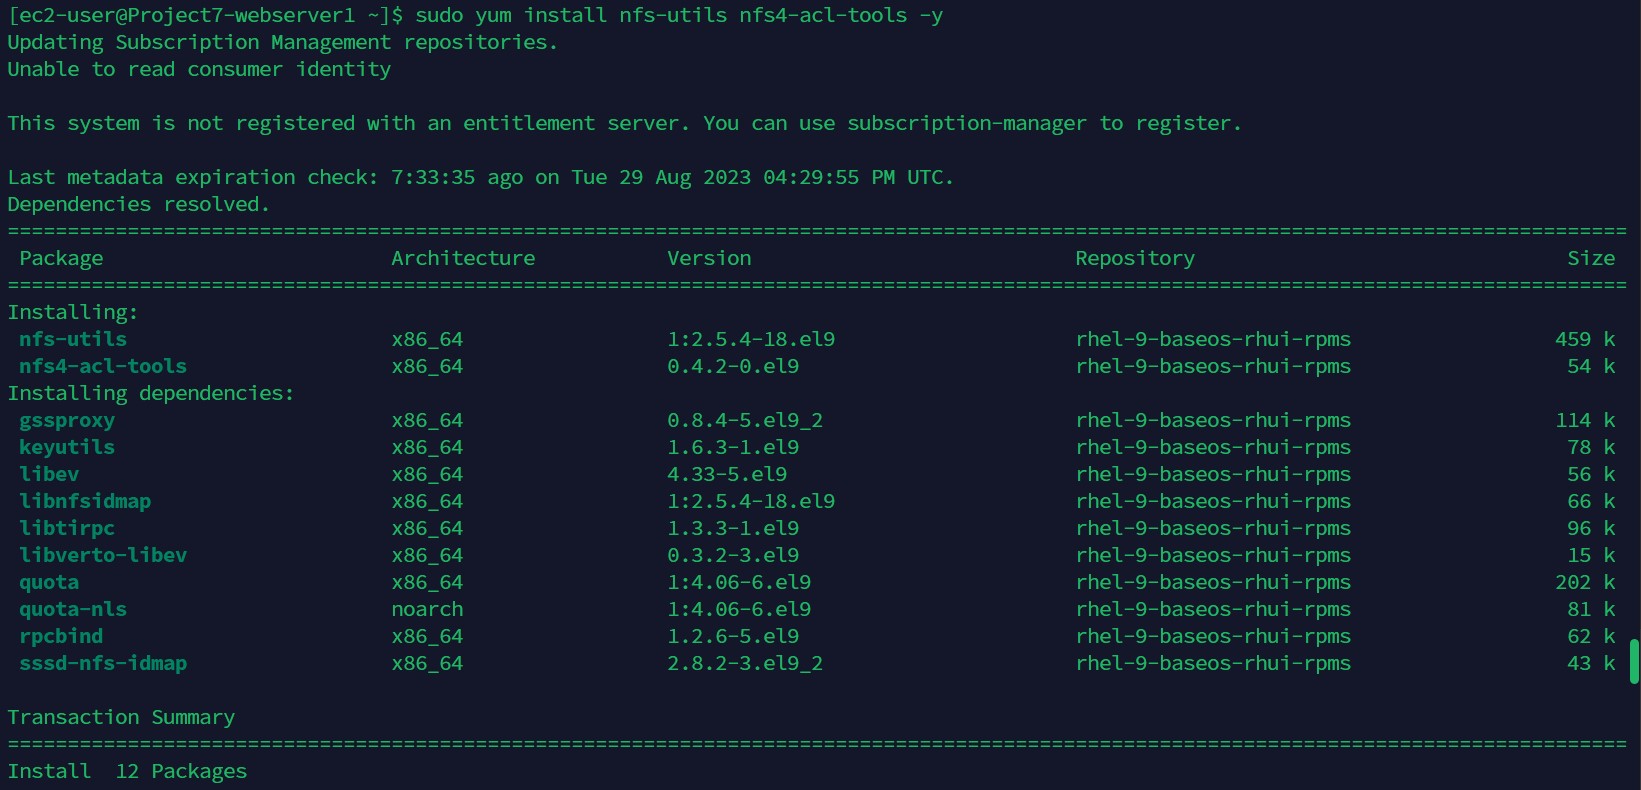 [ec2-user@Project7-webserver1 ~]$ sudo yum install nfs-utils nfs4-acl-tools -y
Updating Subscription Management repositories.
Unable to read consumer identity
This system is not registered with an entitlement server. You can use subscription-manager to register.
Last metadata expiration check: 7:33:35 ago on Tue 29 Aug 2023 04:29:55 PM UTC.
Dependencies resolved.
=======================================================================================================================================
Package Architecture Version Repository Size
=======================================================================================================================================
Installing:
nfs-utils x86_64 1:2.5.4-18.el9 rhel-9-baseos-rhui-rpms 459 k
nfs4-acl-tools x86_64 0.4.2-0.el9 rhel-9-baseos-rhui-rpms 54 k
Installing dependencies:
gssproxy x86_64 0.8.4-5.el9_2 rhel-9-baseos-rhui-rpms 114 k
keyutils x86_64 1.6.3-1.el9 rhel-9-baseos-rhui-rpms 78 k
libev x86_64 4.33-5.el9 rhel-9-baseos-rhui-rpms 56 k
libnfsidmap x86_64 1:2.5.4-18.el9 rhel-9-baseos-rhui-rpms 66 k
libtirpc x86_64 1.3.3-1.el9 rhel-9-baseos-rhui-rpms 96 k
libverto-libev x86_64 0.3.2-3.el9 rhel-9-baseos-rhui-rpms 15 k
quota x86_64 1:4.06-6.el9 rhel-9-baseos-rhui-rpms 202 k
quota-nls noarch 1:4.06-6.el9 rhel-9-baseos-rhui-rpms 81 k
rpcbind x86_64 1.2.6-5.el9 rhel-9-baseos-rhui-rpms 62 k
sssd-nfs-idmap x86_64 2.8.2-3.el9_2 rhel-9-baseos-rhui-rpms 43 k
Transaction Summary
=======================================================================================================================================
Install 12 Packages